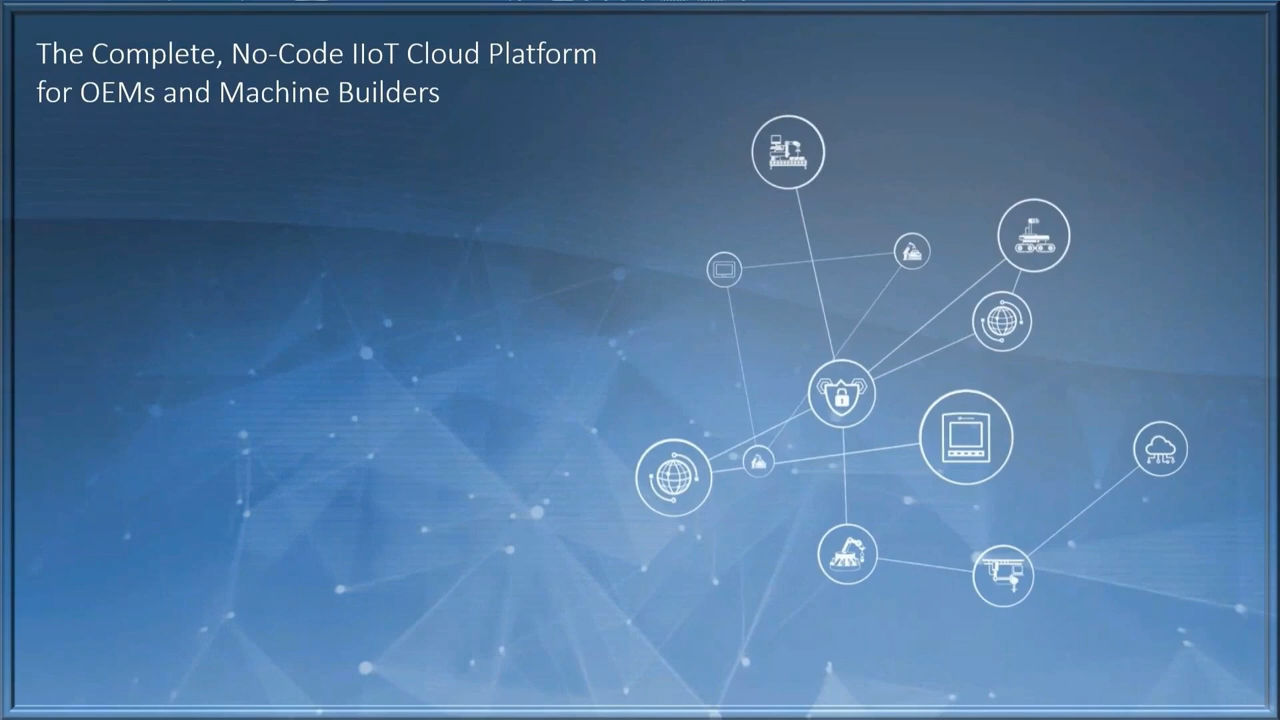 The Complete, No-Code IIoT Cloud Platform
for OEMs and Machine Builders